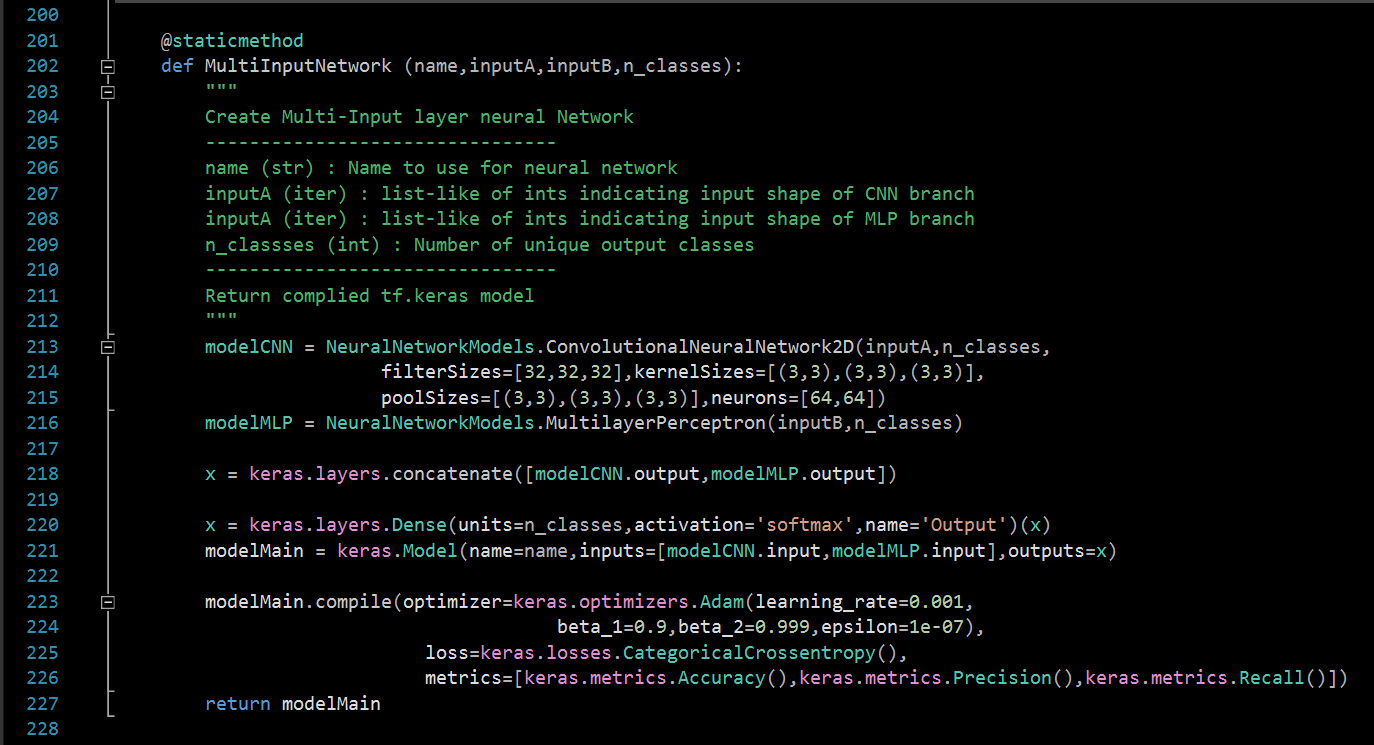 200
201 @staticmethod
202 def MultiInputNetwork (name,inputA,inputB,n_classes):
203 """
204 Create Multi-Input layer neural Network
205 --------------------------------
206 name (str) : Name to use for neural network
207 inputA (iter) : list-like of ints indicating input shape of CNN branch
208 inputA (iter) : list-like of ints indicating input shape of MLP branch
209 n_classses (int) : Number of unique output classes
210 --------------------------------
211 Return complied tf.keras model
212 """
213 modelCNN = NeuralNetworkModels.ConvolutionalNeuralNetwork2D(inputA,n_classes,
214 filterSizes=[32,32,32],kernelSizes=[(3,3),(3,3),(3,3)],
215 poolSizes=[(3,3),(3,3),(3,3)],neurons=[64,64])
216 modelMLP = NeuralNetworkModels.MultilayerPerceptron(inputB,n_classes)
217
218 x = keras.layers.concatenate([modelCNN.output,modelMLP.output])
219
220 x = keras.layers.Dense(units=n_classes,activation='softmax',name='Output')(x)
221 modelMain = keras.Model(name=name,inputs=[modelCNN.input,modelMLP.input],outputs=x)
222
223 modelMain.compile(optimizer=keras.optimizers.Adam(learning_rate=0.001,
224 beta_1=0.9,beta_2=0.999,epsilon=1e-07),
225 loss=keras.losses.CategoricalCrossentropy(),
226 metrics=[keras.metrics.Accuracy(),keras.metrics.Precision(),keras.metrics.Recall()])
227 return modelMain
228